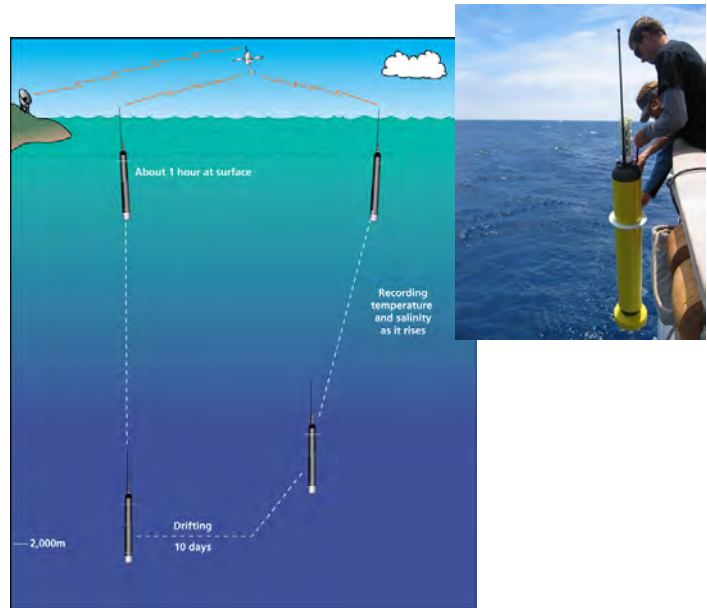 About 1 hour at surface
Recording
temperature
and salinity
as it rises
Drifting
10 days
2,000m